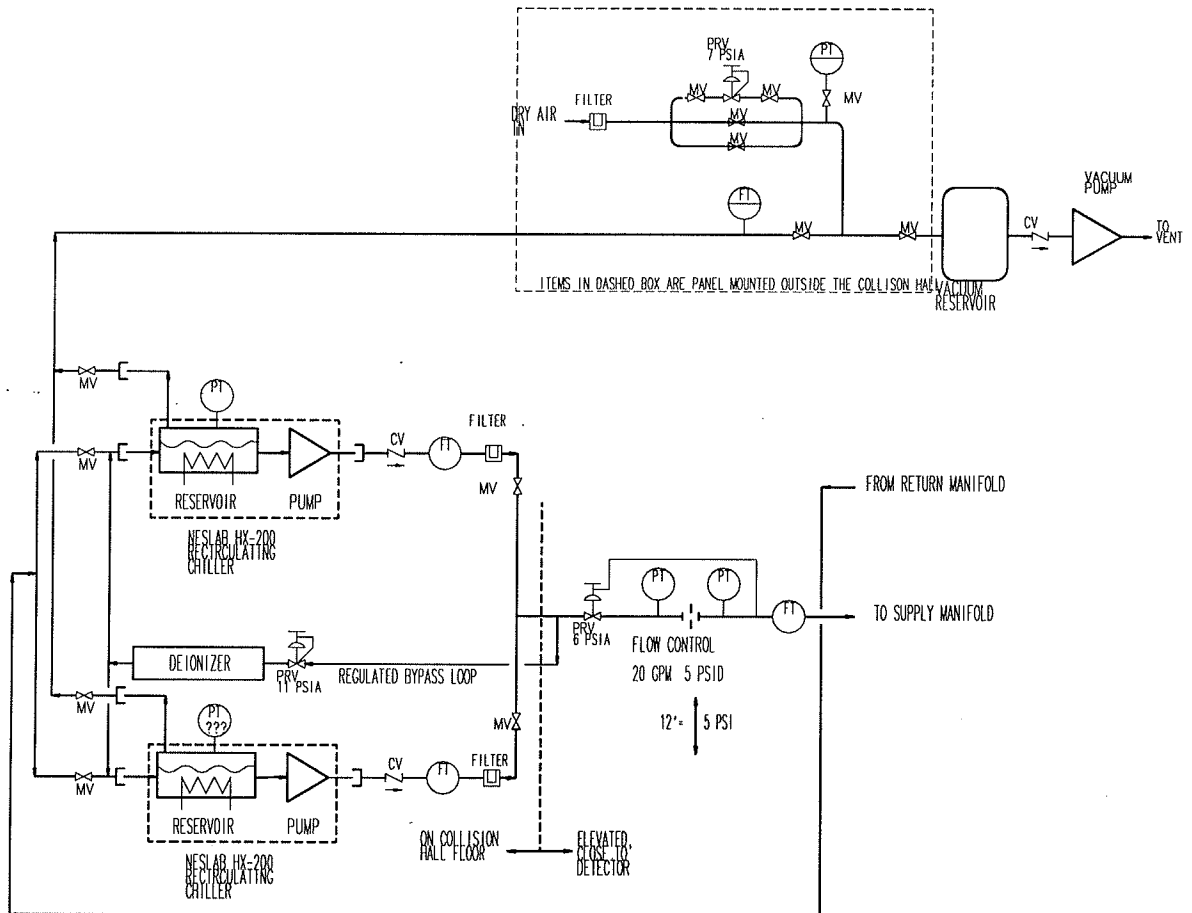 PRV
7 PSIA
PT
MV
MV
MV
FILTER
DRY AIR
IN
MV
MV
FT
MV
MV
VACUUM
PUMP
CV
TO
VENT
ITEMS IN DASHED BOX ARE PANEL MOUNTED OUTSIDE THE COLLISON HALL
VACUUM
RESERVOIR
MV
PT
FILTER
CV
FT
MV
MV
RESERVOIR
PUMP
NESLAB HX-200
RECTRCULATTNG
CHILLER
FROM RETURN MANIFOLD
PT
PT
FT
TO SUPPLY MANIFOLD
PRV
6 PSIA
FLOW CONTROL
20 GPM 5 PSID
12'= 5 PSI
DEIONIZER
PRV
11 PSIA
REGULATED BYPASS LOOP
MV
PT
???
MV
FILTER
CV
FT
MV
RESERVOIR
PUMP
NESLAB HX-200
RECTRCULATTNG
CHILLER
ON COLLISION
HALL FLOOR
ELEVATED,
CLOSE TO
DETECTOR